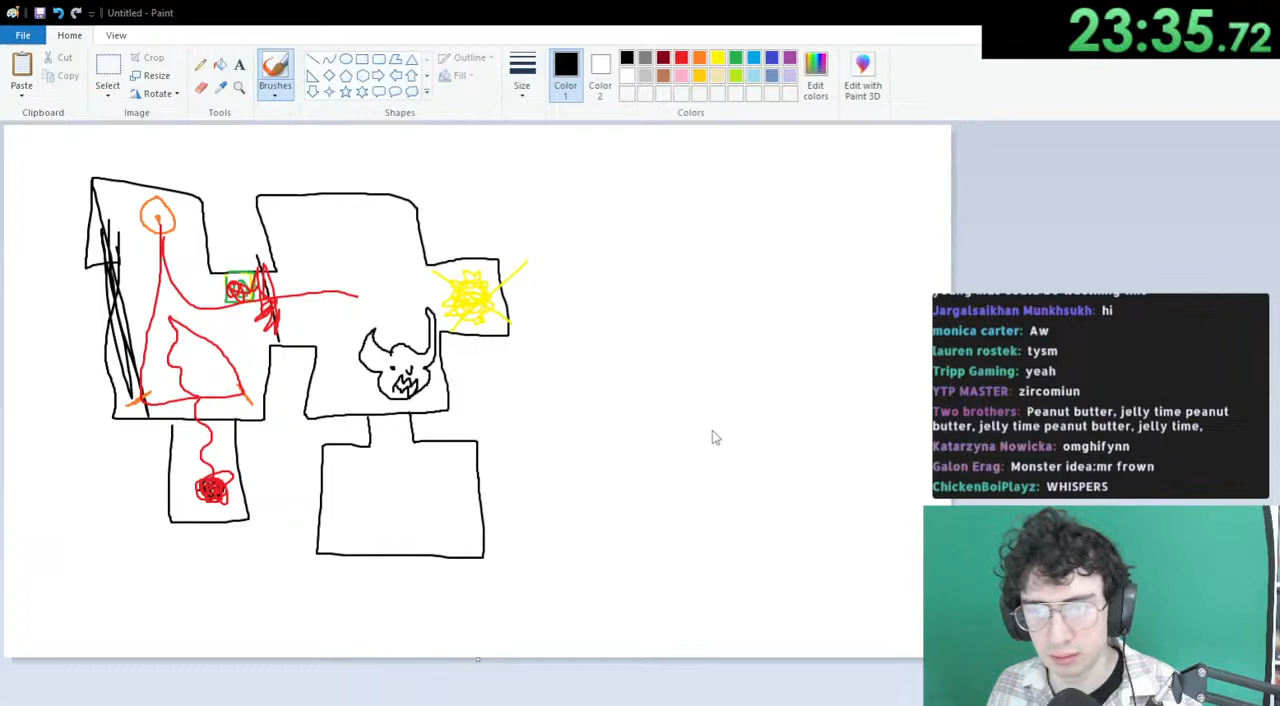 Untitled - Paint
23:35.72
File Home View
Paste
Cut
Copy
Clipboard
Select
Crop
Resize
Rotate
Image
Tools
Brushes
Outline
Fill
Shapes
Size
Color 1
Color 2
Edit colors
Colors
Edit with Paint 3D
Jargalsaikhan Munkhsukh: hi
monica carter: Aw
lauren rostek: tysm
Tripp Gaming: yeah
YTP MASTER: zircomiun
Two brothers: Peanut butter, jelly time peanut
butter, jelly time peanut butter, jelly time,
Katarzyna Nowicka: omghifynn
Galon Erag: Monster idea:mr frown
ChickenBoiPlayz: WHISPERS